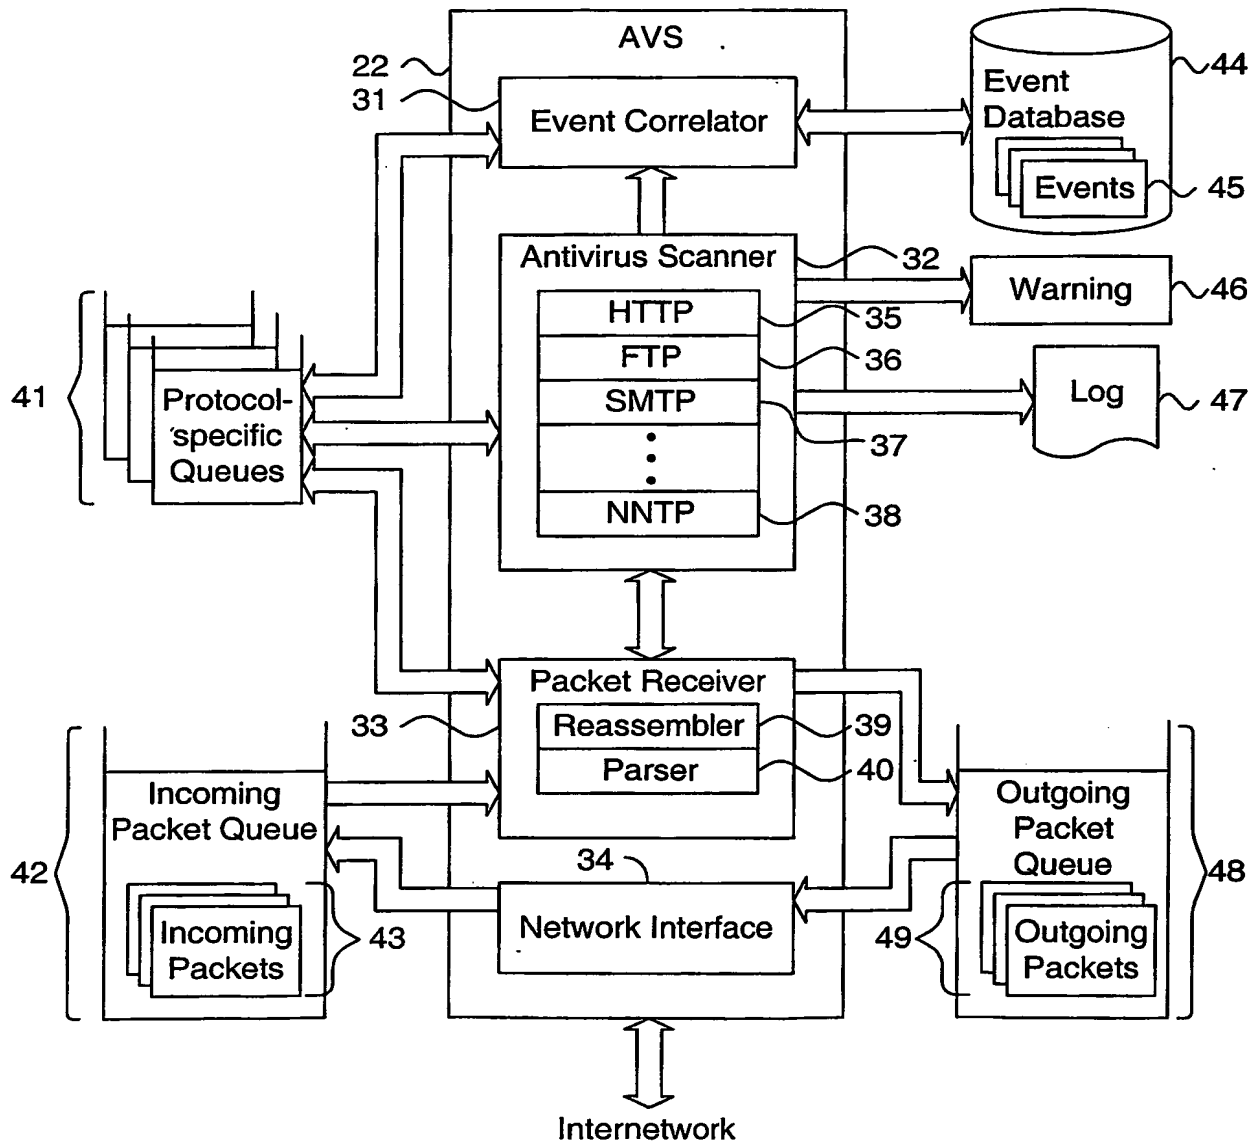 AVS
22
31
Event Correlator
44
Event
Database
Events
45
Antivirus Scanner
32
HTTP
35
FTP
36
SMTP
37
NNTP
38
Warning
46
Log
47
41
Protocol-
specific
Queues
Packet Receiver
33
Reassembler
39
Parser
40
42
Incoming
Packet Queue
Incoming
Packets
43
34
Network Interface
Outgoing
Packet
Queue
48
49
Outgoing
Packets
Internetwork